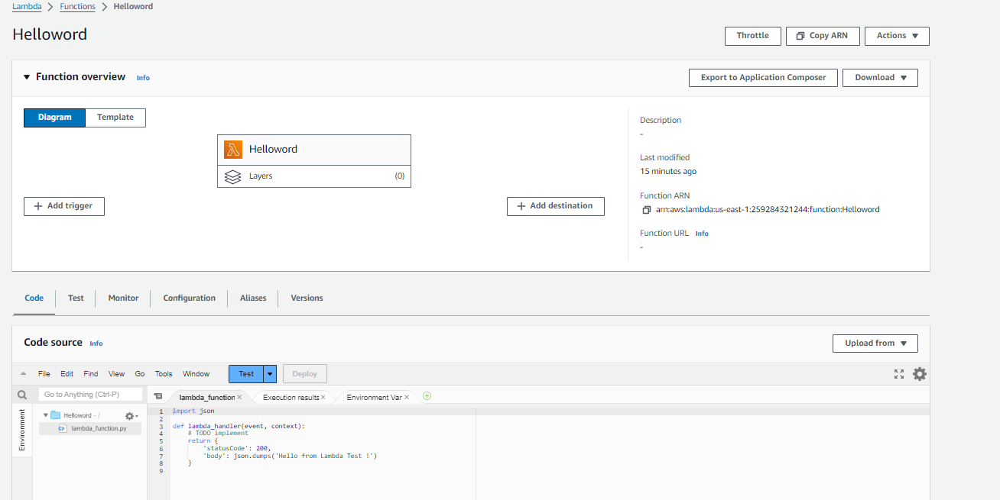 Lambda > Functions > Helloword
Helloword
Throttle
Copy ARN
Actions
Function overview Info
Export to Application Composer
Download
Diagram
Template
Helloword
Layers (0)
+ Add trigger
+ Add destination
Description
-
Last modified
15 minutes ago
Function ARN
arn:aws:lambda:us-east-1:259284321244:function:Helloword
Function URL Info
-
Code
Test
Monitor
Configuration
Aliases
Versions
Code source Info
Upload from
File Edit Find View Go Tools Window
Test
Deploy
Go to Anything (Ctrl-P)
lambda_function
Execution results
Environment Var
Environment
Helloword - /
lambda_function.py
1 import json
2
3 def lambda_handler(event, context):
4 # TODO implement
5 return {
6 'statusCode': 200,
7 'body': json.dumps('Hello from Lambda Test !')
8 }
9